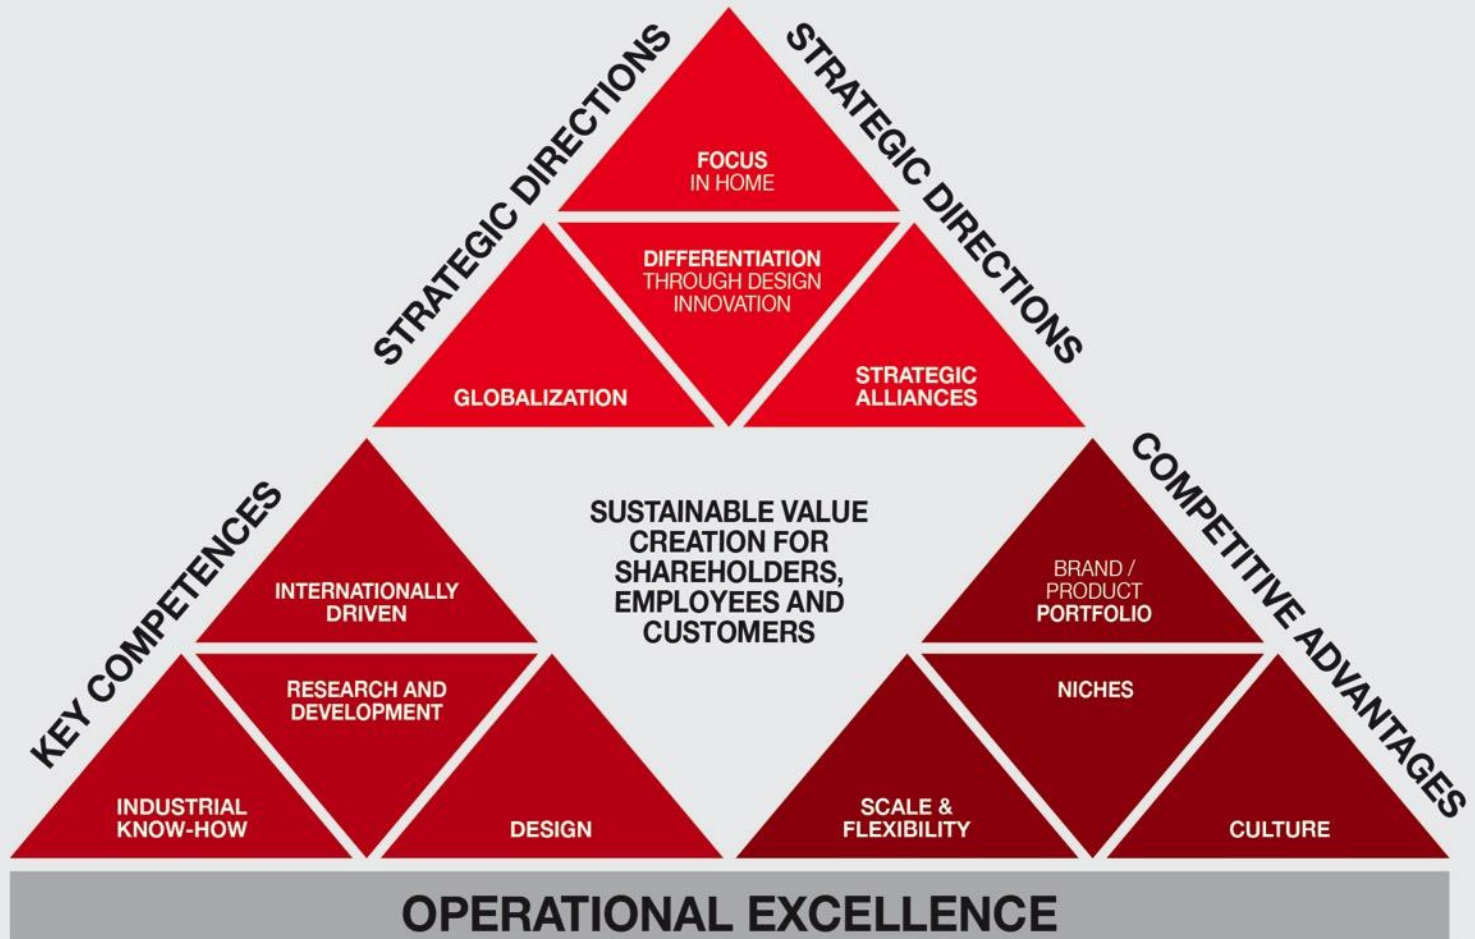 STRATEGIC DIRECTIONS
STRATEGIC DIRECTIONS
FOCUS
IN HOME
DIFFERENTIATION
THROUGH DESIGN
INNOVATION
GLOBALIZATION
STRATEGIC
ALLIANCES
KEY COMPETENCES
INTERNATIONALLY
DRIVEN
RESEARCH AND
DEVELOPMENT
INDUSTRIAL
KNOW-HOW
DESIGN
SUSTAINABLE VALUE
CREATION FOR
SHAREHOLDERS,
EMPLOYEES AND
CUSTOMERS
COMPETITIVE ADVANTAGES
BRAND /
PRODUCT
PORTFOLIO
NICHES
SCALE &
FLEXIBILITY
CULTURE
OPERATIONAL EXCELLENCE